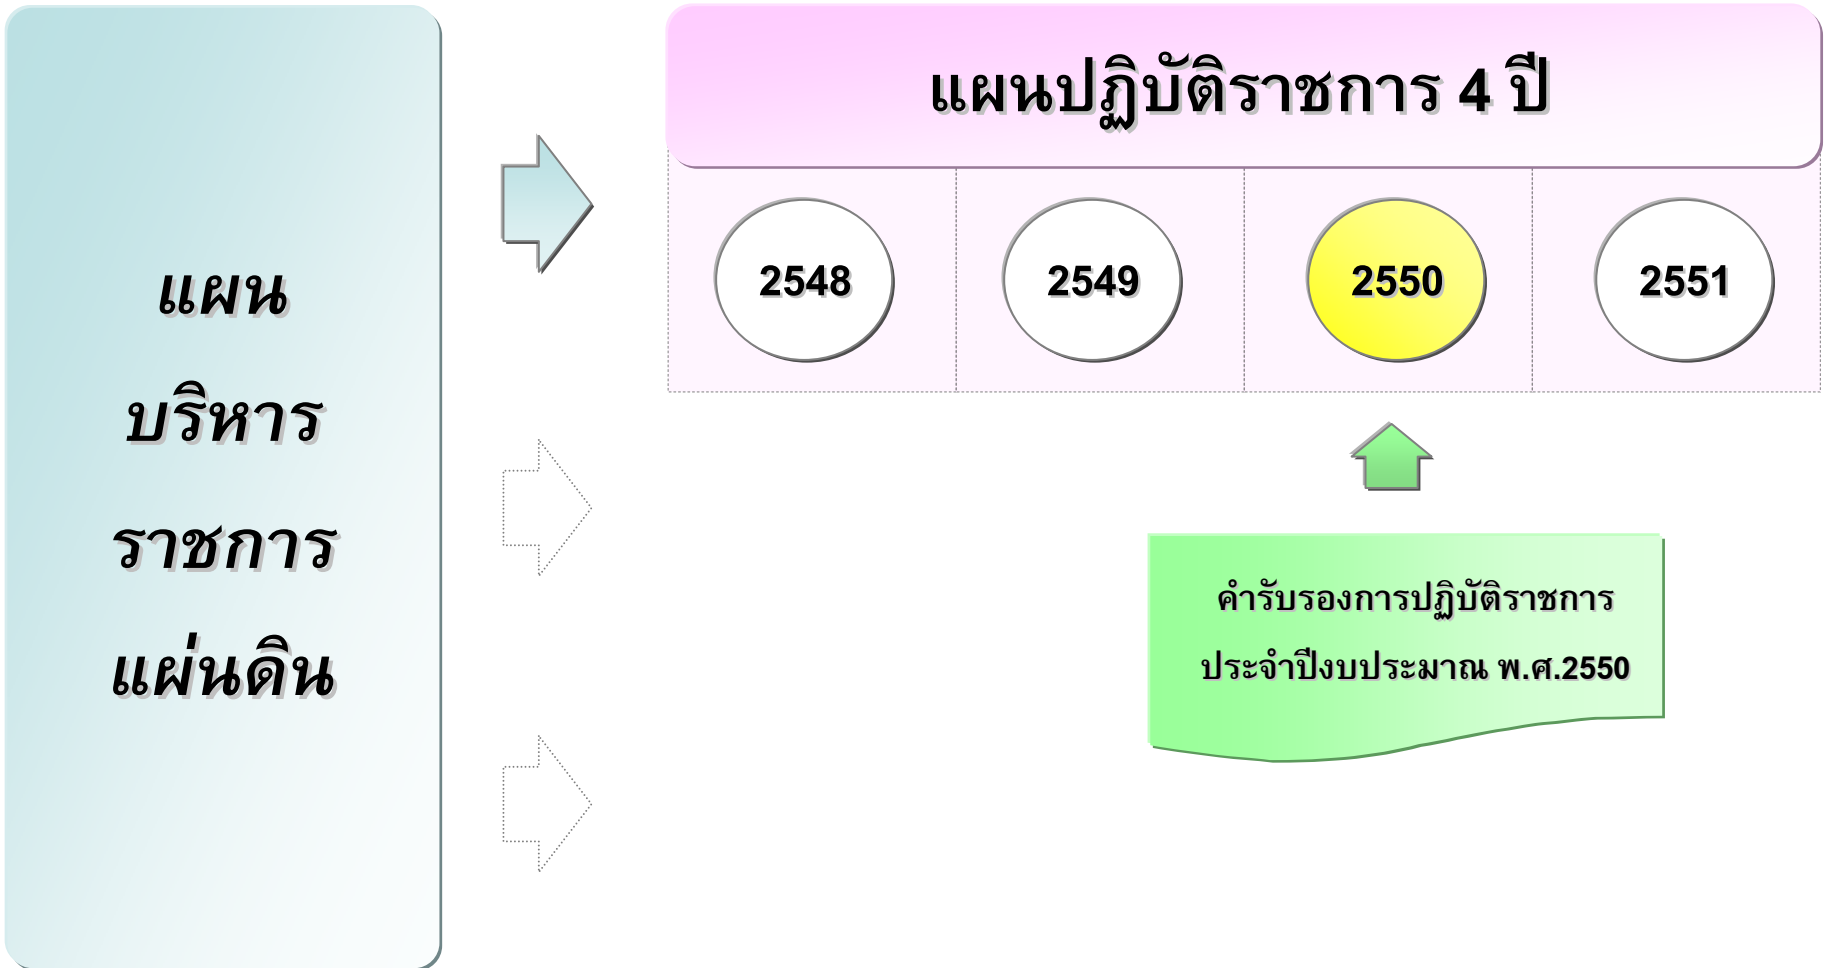 แผน
บริหาร
ราชการ
แผ่นดิน
แผนปฏิบัติราชการ 4 ปี
2548 2549 2550 2551
คำรับรองการปฏิบัติราชการ
ประจำปีงบประมาณ พ.ศ.2550